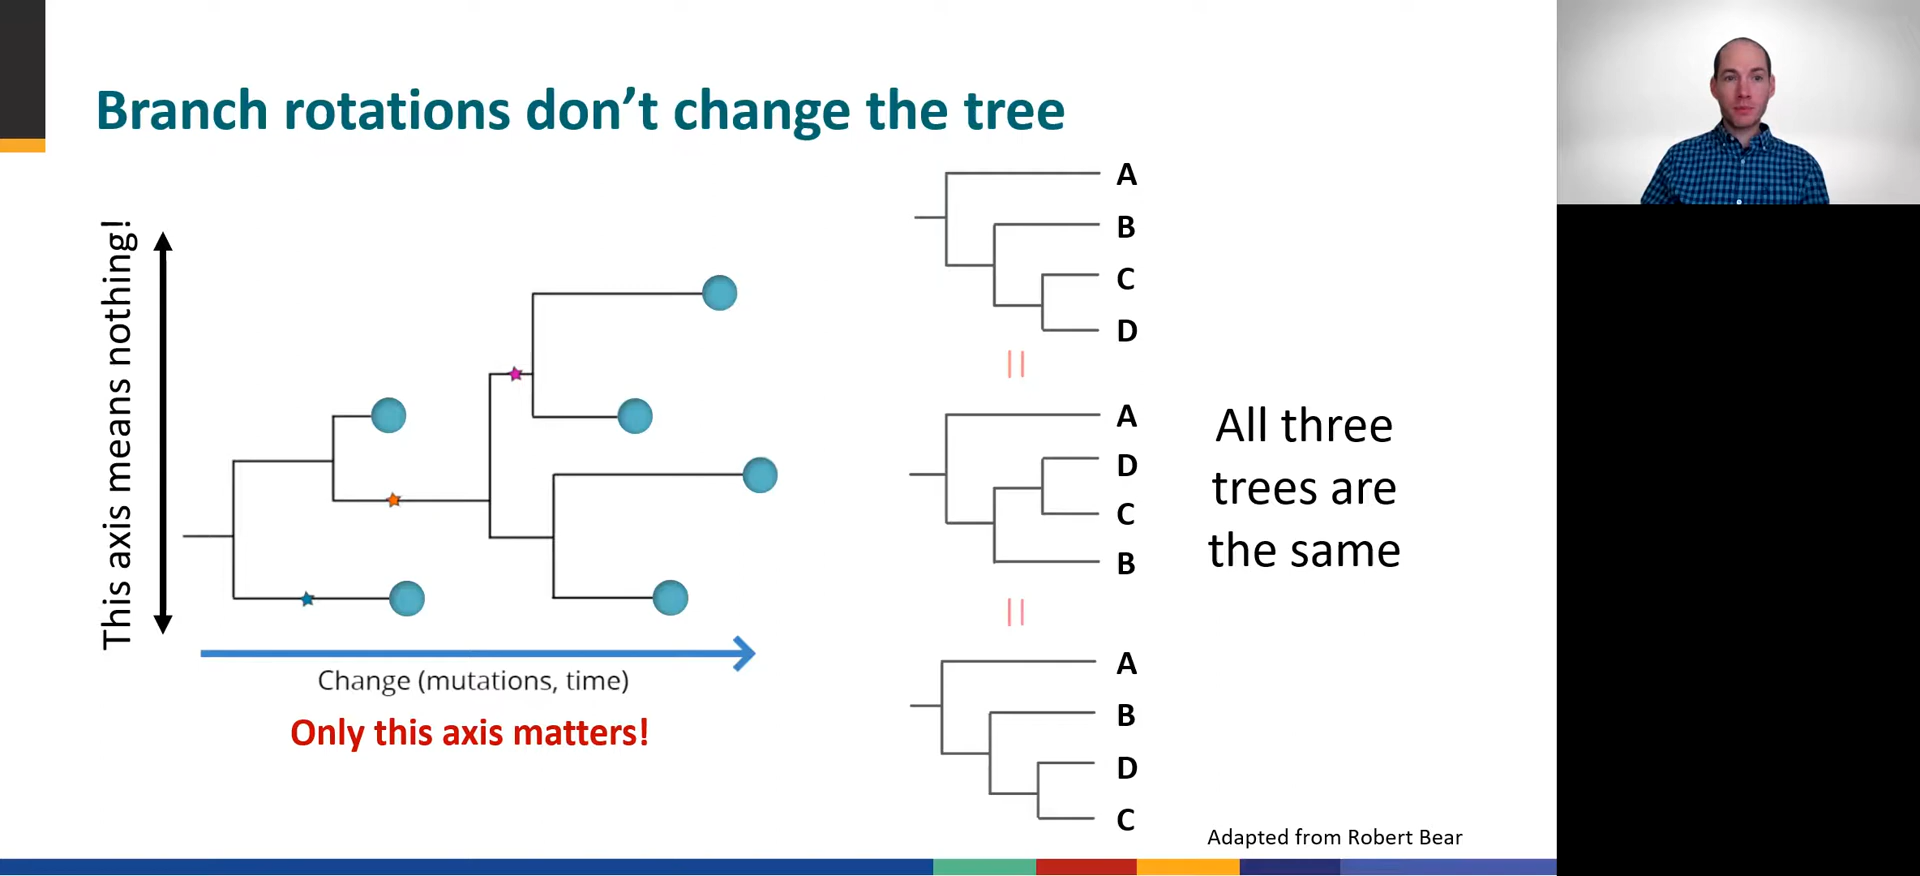 Branch rotations don’t change the tree
This axis means nothing!
Change (mutations, time)
Only this axis matters!
A
B
C
D
A
D
C
B
A
B
D
C
All three
trees are
the same
Adapted from Robert Bear